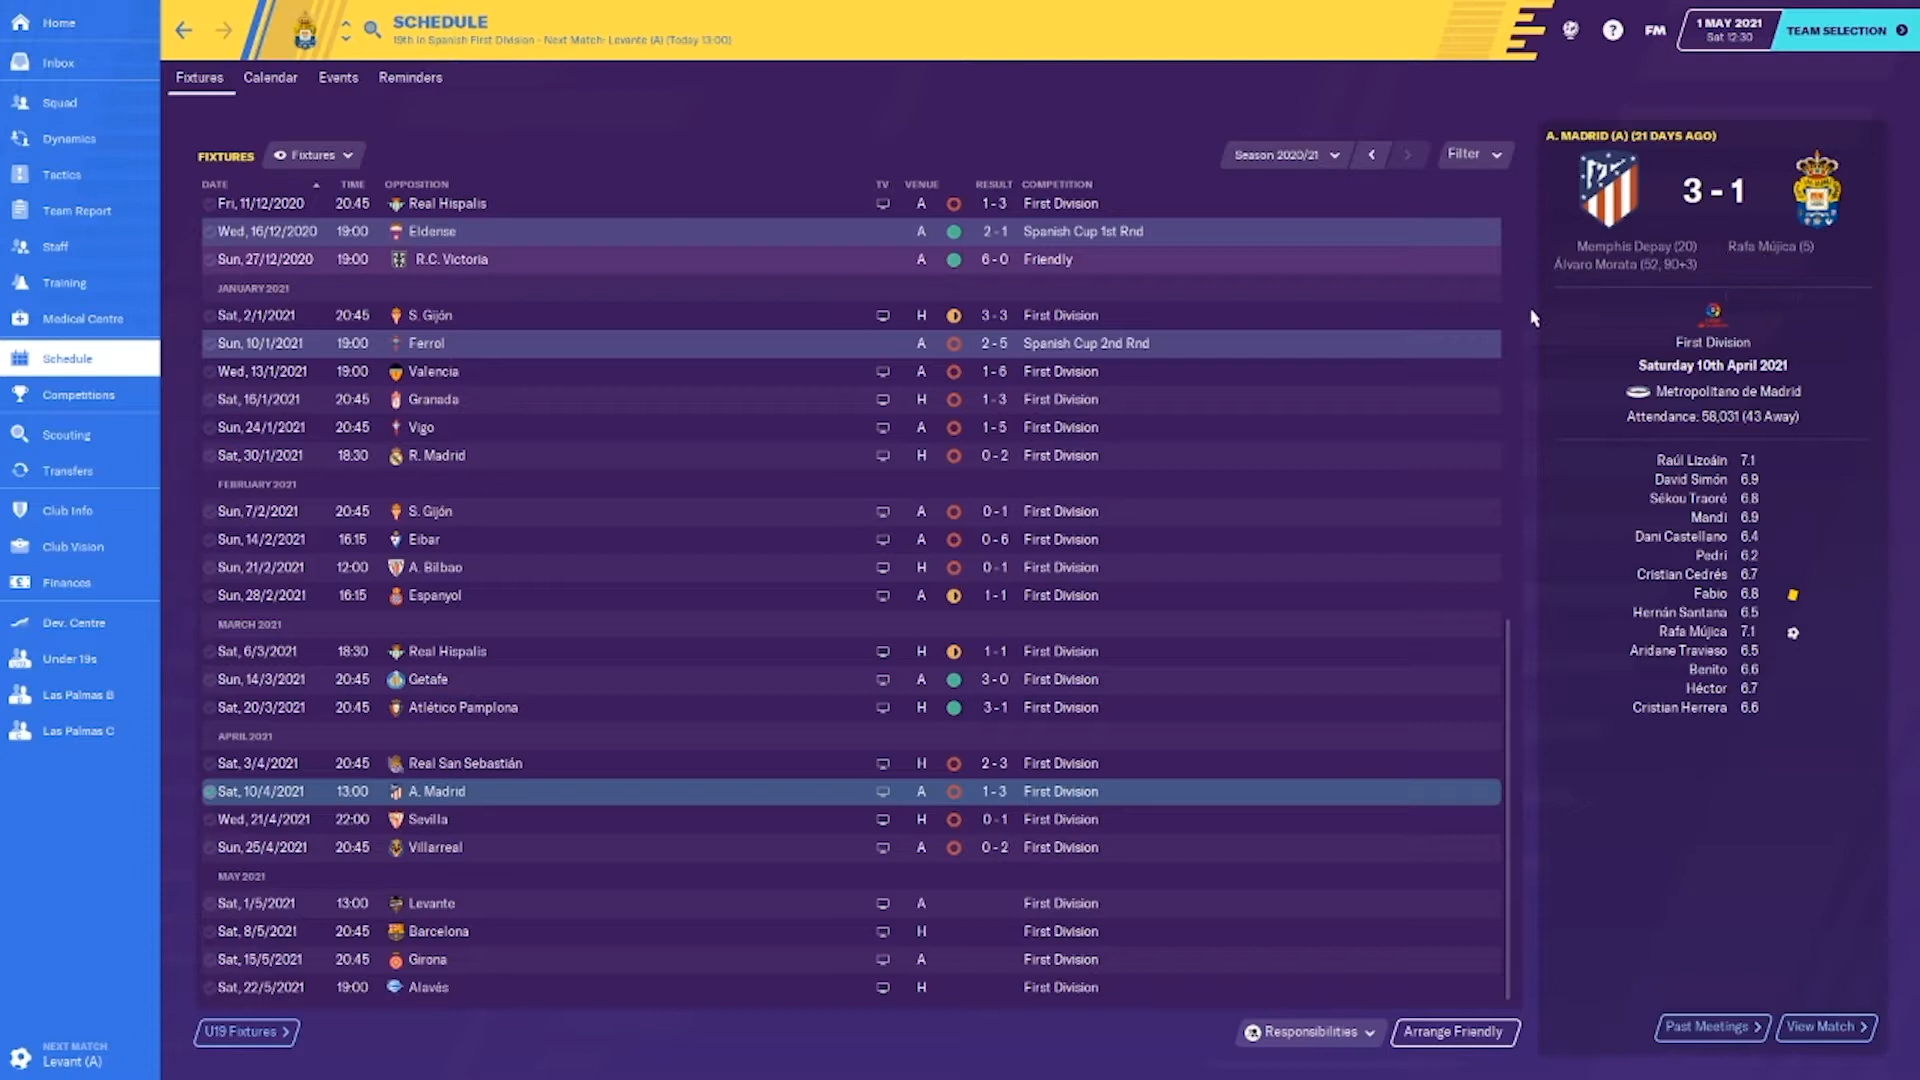 Home
Inbox
Squad
Dynamics
Tactics
Team Report
Staff
Training
Medical Centre
Schedule
Competitions
Scouting
Transfers
Club Info
Club Vision
Finances
Dev. Centre
Under 19s
Las Palmas B
Las Palmas C
NEXT MATCH
Levant (A)
SCHEDULE
19th in Spanish First Division - Next Match: Levante (A) (Today 13:00)
FM
1 MAY 2021
Sat 12:30
TEAM SELECTION
Fixtures Calendar Events Reminders
FIXTURES Fixtures Season 2020/21 Filter
DATE TIME OPPOSITION TV VENUE RESULT COMPETITION
Fri, 11/12/2020 20:45 Real Hispalis A 1-3 First Division
Wed, 16/12/2020 19:00 Eldense A 2-1 Spanish Cup 1st Rnd
Sun, 27/12/2020 19:00 R.C. Victoria A 6-0 Friendly
JANUARY 2021
Sat, 2/1/2021 20:45 S. Gijón H 3-3 First Division
Sun, 10/1/2021 19:00 Ferrol A 2-5 Spanish Cup 2nd Rnd
Wed, 13/1/2021 19:00 Valencia A 1-6 First Division
Sat, 16/1/2021 20:45 Granada H 1-3 First Division
Sun, 24/1/2021 20:45 Vigo A 1-5 First Division
Sat, 30/1/2021 18:30 R. Madrid H 0-2 First Division
FEBRUARY 2021
Sun, 7/2/2021 20:45 S. Gijón A 0-1 First Division
Sun, 14/2/2021 16:15 Eibar A 0-6 First Division
Sun, 21/2/2021 12:00 A. Bilbao H 0-1 First Division
Sun, 28/2/2021 16:15 Espanyol A 1-1 First Division
MARCH 2021
Sat, 6/3/2021 18:30 Real Hispalis H 1-1 First Division
Sun, 14/3/2021 20:45 Getafe A 3-0 First Division
Sat, 20/3/2021 20:45 Atlético Pamplona H 3-1 First Division
APRIL 2021
Sat, 3/4/2021 20:45 Real San Sebastián H 2-3 First Division
Sat, 10/4/2021 13:00 A. Madrid A 1-3 First Division
Wed, 21/4/2021 22:00 Sevilla H 0-1 First Division
Sun, 25/4/2021 20:45 Villarreal A 0-2 First Division
MAY 2021
Sat, 1/5/2021 13:00 Levante A First Division
Sat, 8/5/2021 20:45 Barcelona H First Division
Sat, 15/5/2021 20:45 Girona A First Division
Sat, 22/5/2021 19:00 Alavés H First Division
U19 Fixtures Responsibilities Arrange Friendly
A. MADRID (A) (21 DAYS AGO)
3 - 1
Memphis Depay (20) Rafa Mújica (5)
Álvaro Morata (52, 90+3)
First Division
Saturday 10th April 2021
Metropolitano de Madrid
Attendance: 58,031 (43 Away)
Raúl Lizoáin 7.1
David Simón 6.9
Sékou Traoré 6.8
Mandi 6.9
Dani Castellano 6.4
Pedri 6.2
Cristian Cedrés 6.7
Fabio 6.8
Hernán Santana 6.5
Rafa Mújica 7.1
Aridane Travieso 6.5
Benito 6.6
Héctor 6.7
Cristian Herrera 6.6
Past Meetings View Match